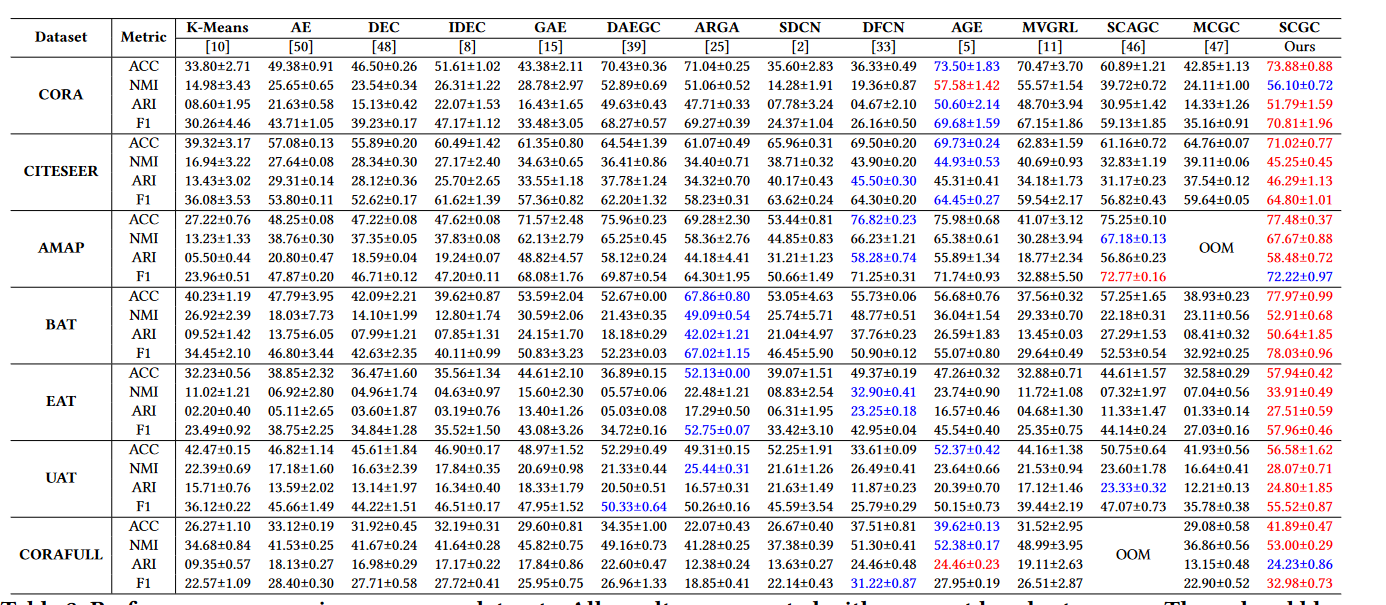 Dataset Metric K-Means AE DEC IDEC GAE DAEGC ARGA SDCN DFCN AGE MVGRL SCAGC MCGC SCGC
[10] [50] [48] [8] [15] [39] [25] [2] [33] [5] [11] [46] [47] Ours
CORA ACC 33.80±2.71 49.38±0.91 46.50±0.26 51.61±1.02 43.38±2.11 70.43±0.36 71.04±0.25 35.60±2.83 36.33±0.49 73.50±1.83 70.47±3.70 60.89±1.21 42.85±1.13 73.88±0.88
NMI 14.98±3.43 25.65±0.65 23.54±0.34 26.31±1.22 28.78±2.97 52.89±0.69 51.06±0.52 14.28±1.91 19.36±0.87 57.58±1.42 55.57±1.54 39.72±0.72 24.11±1.00 56.10±0.72
ARI 08.60±1.95 21.63±0.58 15.13±0.42 22.07±1.53 16.43±1.65 49.63±0.43 47.71±0.33 07.78±3.24 04.67±2.10 50.60±2.14 48.70±3.94 30.95±1.42 14.33±1.26 51.79±1.59
F1 30.26±4.46 43.71±1.05 39.23±0.17 47.17±1.12 33.48±3.05 68.27±0.57 69.27±0.39 24.37±1.04 26.16±0.50 69.68±1.59 67.15±1.86 59.13±1.85 35.16±0.91 70.81±1.96
CITESEER ACC 39.32±3.17 57.08±0.13 55.89±0.20 60.49±1.42 61.35±0.80 64.54±1.39 61.07±0.49 65.96±0.31 69.50±0.20 69.73±0.24 62.83±1.59 61.16±0.72 64.76±0.07 71.02±0.77
NMI 16.94±3.22 27.64±0.08 28.34±0.30 27.17±2.40 34.63±0.65 36.41±0.86 34.40±0.71 38.71±0.32 43.90±0.20 44.93±0.53 40.69±0.93 32.83±1.19 39.11±0.06 45.25±0.45
ARI 13.43±3.02 29.31±0.14 28.12±0.36 25.70±2.65 33.55±1.18 37.78±1.24 34.32±0.70 40.17±0.43 45.50±0.30 45.31±0.41 34.18±1.73 31.17±0.23 37.54±0.12 46.29±1.13
F1 36.08±3.53 53.80±0.11 52.62±0.17 61.62±1.39 57.36±0.82 62.20±1.32 58.23±0.31 63.62±0.24 64.30±0.20 64.45±0.27 59.54±2.17 56.82±0.43 59.64±0.05 64.80±1.01
AMAP ACC 27.22±0.76 48.25±0.08 47.22±0.08 47.62±0.08 71.57±2.48 75.96±0.23 69.28±2.30 53.44±0.81 76.82±0.23 75.98±0.68 41.07±3.12 75.25±0.10 OOM 77.48±0.37
NMI 13.23±1.33 38.76±0.30 37.35±0.05 37.83±0.08 62.13±2.79 65.25±0.45 58.36±2.76 44.85±0.83 66.23±1.21 65.38±0.61 30.28±3.94 67.18±0.13 67.67±0.88
ARI 05.50±0.44 20.80±0.47 18.59±0.04 19.24±0.07 48.82±4.57 58.12±0.24 44.18±4.41 31.21±1.23 58.28±0.74 55.89±1.34 18.77±2.34 56.86±0.23 58.48±0.72
F1 23.96±0.51 47.87±0.20 46.71±0.12 47.20±0.11 68.08±1.76 69.87±0.54 64.30±1.95 50.66±1.49 71.25±0.31 71.74±0.93 32.88±5.50 72.77±0.16 72.22±0.97
BAT ACC 40.23±1.19 47.79±3.95 42.09±2.21 39.62±0.87 53.59±2.04 52.67±0.00 67.86±0.80 53.05±4.63 55.73±0.06 56.68±0.76 37.56±0.32 57.25±1.65 38.93±0.23 77.97±0.99
NMI 26.92±2.39 18.03±7.73 14.10±1.99 12.80±1.74 30.59±2.06 21.43±0.35 49.09±0.54 25.74±5.71 48.77±0.51 36.04±1.54 29.33±0.70 22.18±0.31 23.11±0.56 52.91±0.68
ARI 09.52±1.42 13.75±6.05 07.99±1.21 07.85±1.31 24.15±1.70 18.18±0.29 42.02±1.21 21.04±4.97 37.76±0.23 26.59±1.83 13.45±0.03 27.29±1.53 08.41±0.32 50.64±1.85
F1 34.45±2.10 46.80±3.44 42.63±2.35 40.11±0.99 50.83±3.23 52.23±0.03 67.02±1.15 46.45±5.90 50.90±0.12 55.07±0.80 29.64±0.49 52.53±0.54 32.92±0.25 78.03±0.96
EAT ACC 32.23±0.56 38.85±2.32 36.47±1.60 35.56±1.34 44.61±2.10 36.89±0.15 52.13±0.00 39.07±1.51 49.37±0.19 47.26±0.32 32.88±0.71 44.61±1.57 32.58±0.29 57.94±0.42
NMI 11.02±1.21 06.92±2.80 04.96±1.74 04.63±0.97 15.60±2.30 05.57±0.06 22.48±1.21 08.83±2.54 32.90±0.41 23.74±0.90 11.72±1.08 07.32±1.97 07.04±0.56 33.91±0.49
ARI 02.20±0.40 05.11±2.65 03.60±1.87 03.19±0.76 13.40±1.26 05.03±0.08 17.29±0.50 06.31±1.95 23.25±0.18 16.57±0.46 04.68±1.30 11.33±1.47 01.33±0.14 27.51±0.59
F1 23.49±0.92 38.75±2.25 34.84±1.28 35.52±1.50 43.08±3.26 34.72±0.16 52.75±0.07 33.42±3.10 42.95±0.04 45.54±0.40 25.35±0.75 44.14±0.24 27.03±0.16 57.96±0.46
UAT ACC 42.47±0.15 46.82±1.14 45.61±1.84 46.90±0.17 48.97±1.52 52.29±0.49 49.31±0.15 52.25±1.91 33.61±0.09 52.37±0.42 44.16±1.38 50.75±0.64 41.93±0.56 56.58±1.62
NMI 22.39±0.69 17.18±1.60 16.63±2.39 17.84±0.35 20.69±0.98 21.33±0.44 25.44±0.31 21.61±1.26 26.49±0.41 23.64±0.66 21.53±0.94 23.60±1.78 16.64±0.41 28.07±0.71
ARI 15.71±0.76 13.59±2.02 13.14±1.97 16.34±0.40 18.33±1.79 20.50±0.51 16.57±0.31 21.63±1.49 11.87±0.23 20.39±0.70 17.12±1.46 23.33±0.32 12.21±0.13 24.80±1.85
F1 36.12±0.22 45.66±1.49 44.22±1.51 46.51±0.17 47.95±1.52 50.33±0.64 50.26±0.16 45.59±3.54 25.79±0.29 50.15±0.73 39.44±2.19 47.07±0.73 35.78±0.38 55.52±0.87
CORAFULL ACC 26.27±1.10 33.12±0.19 31.92±0.45 32.19±0.31 29.60±0.81 34.35±1.00 22.07±0.43 26.67±0.40 37.51±0.81 39.62±0.13 31.52±2.95 OOM 29.08±0.58 41.89±0.47
NMI 34.68±0.84 41.53±0.25 41.67±0.24 41.64±0.28 45.82±0.75 49.16±0.73 41.28±0.25 37.38±0.39 51.30±0.41 52.38±0.17 48.99±3.95 36.86±0.56 53.00±0.29
ARI 09.35±0.57 18.13±0.27 16.98±0.29 17.17±0.22 17.84±0.86 22.60±0.47 12.38±0.24 13.63±0.27 24.46±0.48 24.46±0.23 19.11±2.63 13.15±0.48 24.23±0.86
F1 22.57±1.09 28.40±0.30 27.71±0.58 27.72±0.41 25.95±0.75 26.96±1.33 18.85±0.41 22.14±0.43 31.22±0.87 27.95±0.19 26.51±2.87 22.90±0.52 32.98±0.73